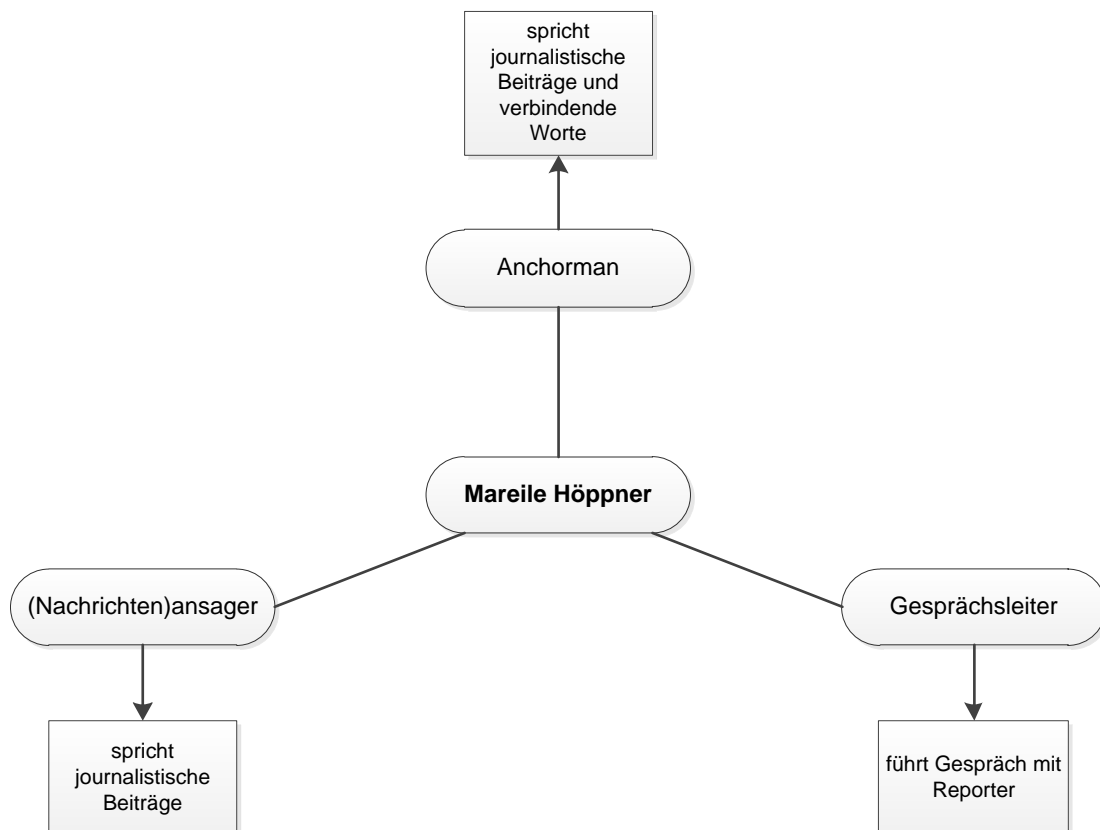 spricht
journalistische
Beiträge und
verbindende
Worte
Anchorman
Mareile Höppner
(Nachrichten)ansager
Gesprächsleiter
spricht
journalistische
Beiträge
führt Gespräch mit
Reporter